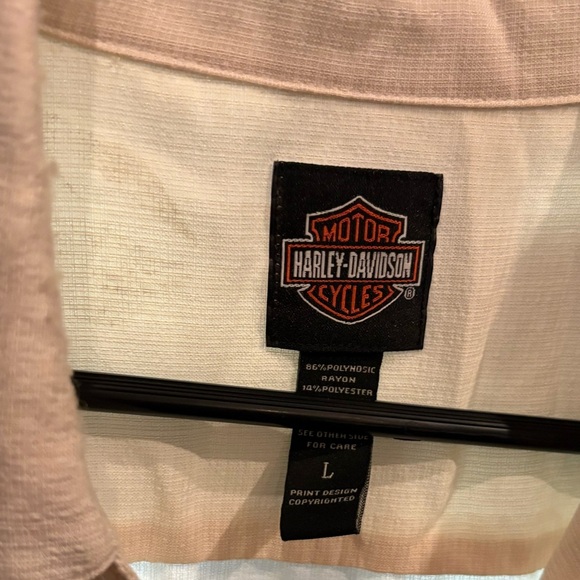 MOTOR
HARLEY-DAVIDSON
CYCLES
®
86% POLYNOSIC
RAYON
14% POLYESTER
SEE OTHER SIDE
FOR CARE
L
PRINT DESIGN
COPYRIGHTED